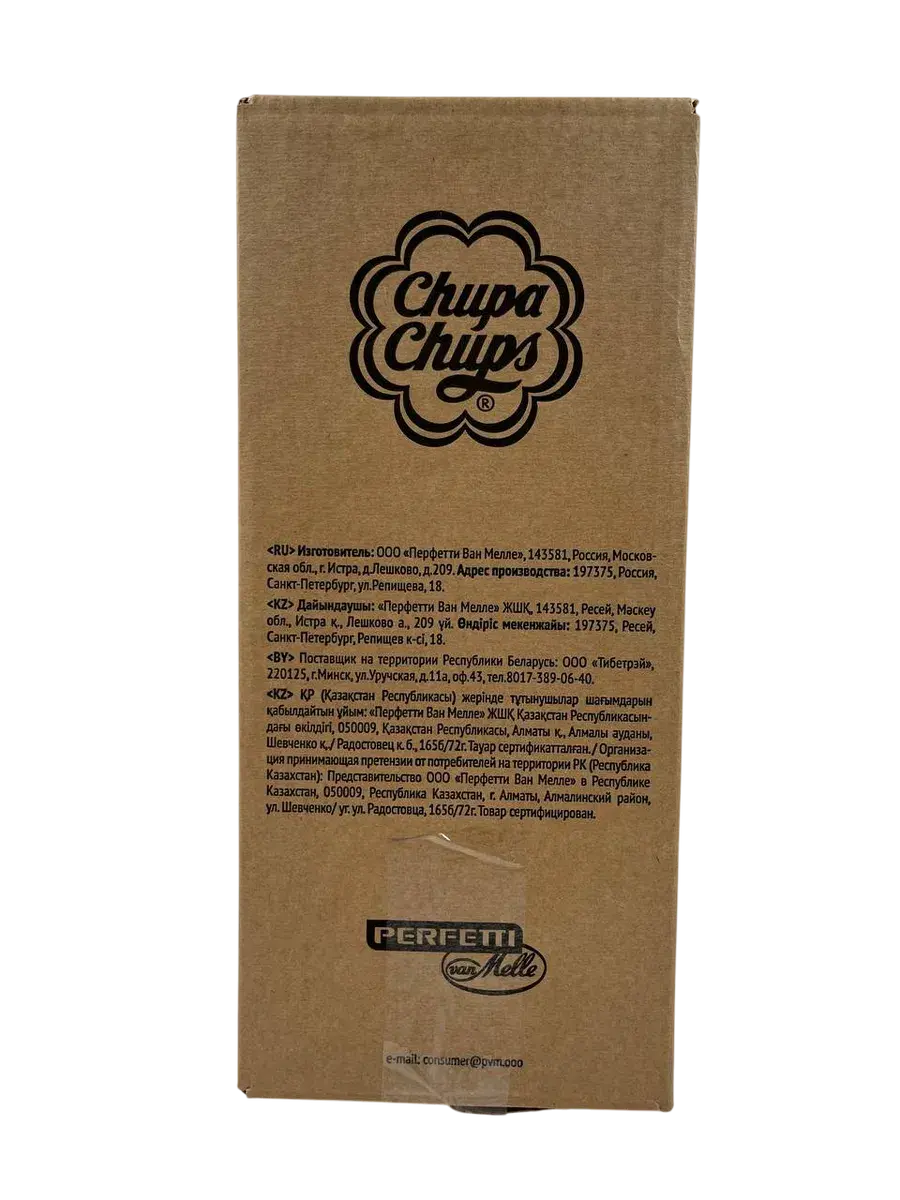 Chupa
Chups
®
<RU> Изготовитель: ООО «Перфетти Ван Мелле», 143581, Россия, Москов-
ская обл., г. Истра, д.Лешково, д.209. Адрес производства: 197375, Россия,
Санкт-Петербург, ул.Репищева, 18.
<KZ> Дайындаушы: «Перфетти Ван Мелле» ЖШҚ, 143581, Ресей, Мәскеу
обл., Истра қ., Лешково а., 209 үй. Өндіріс мекенжайы: 197375, Ресей,
Санкт-Петербург, Репищев к-сі, 18.
<BY> Поставщик на территории Республики Беларусь: ООО «Тибетрэй»,
220125, г.Минск, ул.Уручская, д.11а, оф.43, тел.8017-389-06-40.
<KZ> ҚР (Қазақстан Республикасы) жерінде тұтынушылар шағымдарын
қабылдайтын ұйым: «Перфетти Ван Мелле» ЖШҚ Қазақстан Республикасын-
дағы өкілдігі, 050009, Қазақстан Республикасы, Алматы қ., Алмалы ауданы,
Шевченко қ./ Радостовец к. б., 165б/72г. Тауар сертификатталған. / Организа-
ция принимающая претензии от потребителей на территории РК (Республика
Казахстан): Представительство ООО «Перфетти Ван Мелле» в Республике
Казахстан, 050009, Республика Казахстан, г. Алматы, Алмалинский район,
ул. Шевченко/ уг. ул. Радостовца, 165б/72г. Товар сертифицирован.
PERFETTI
van Melle
e-mail: consumer@pvm.ooo